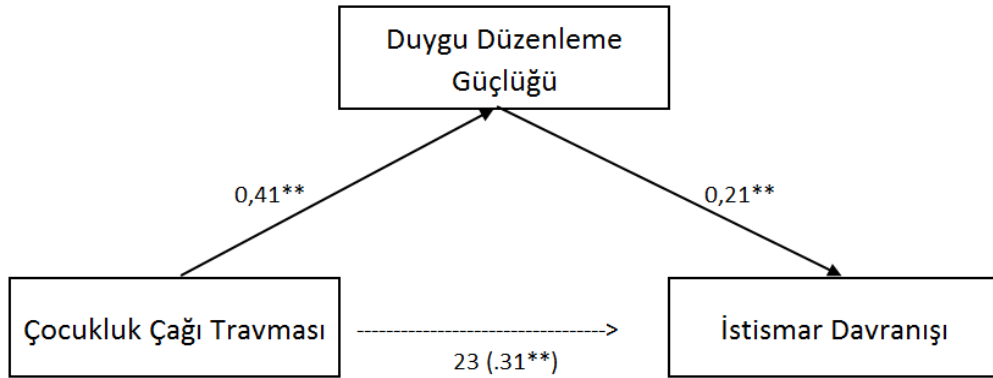 Duygu Düzenleme
Güçlüğü
0,41**
0,21**
Çocukluk Çağı Travması
İstismar Davranışı
23 (.31**)